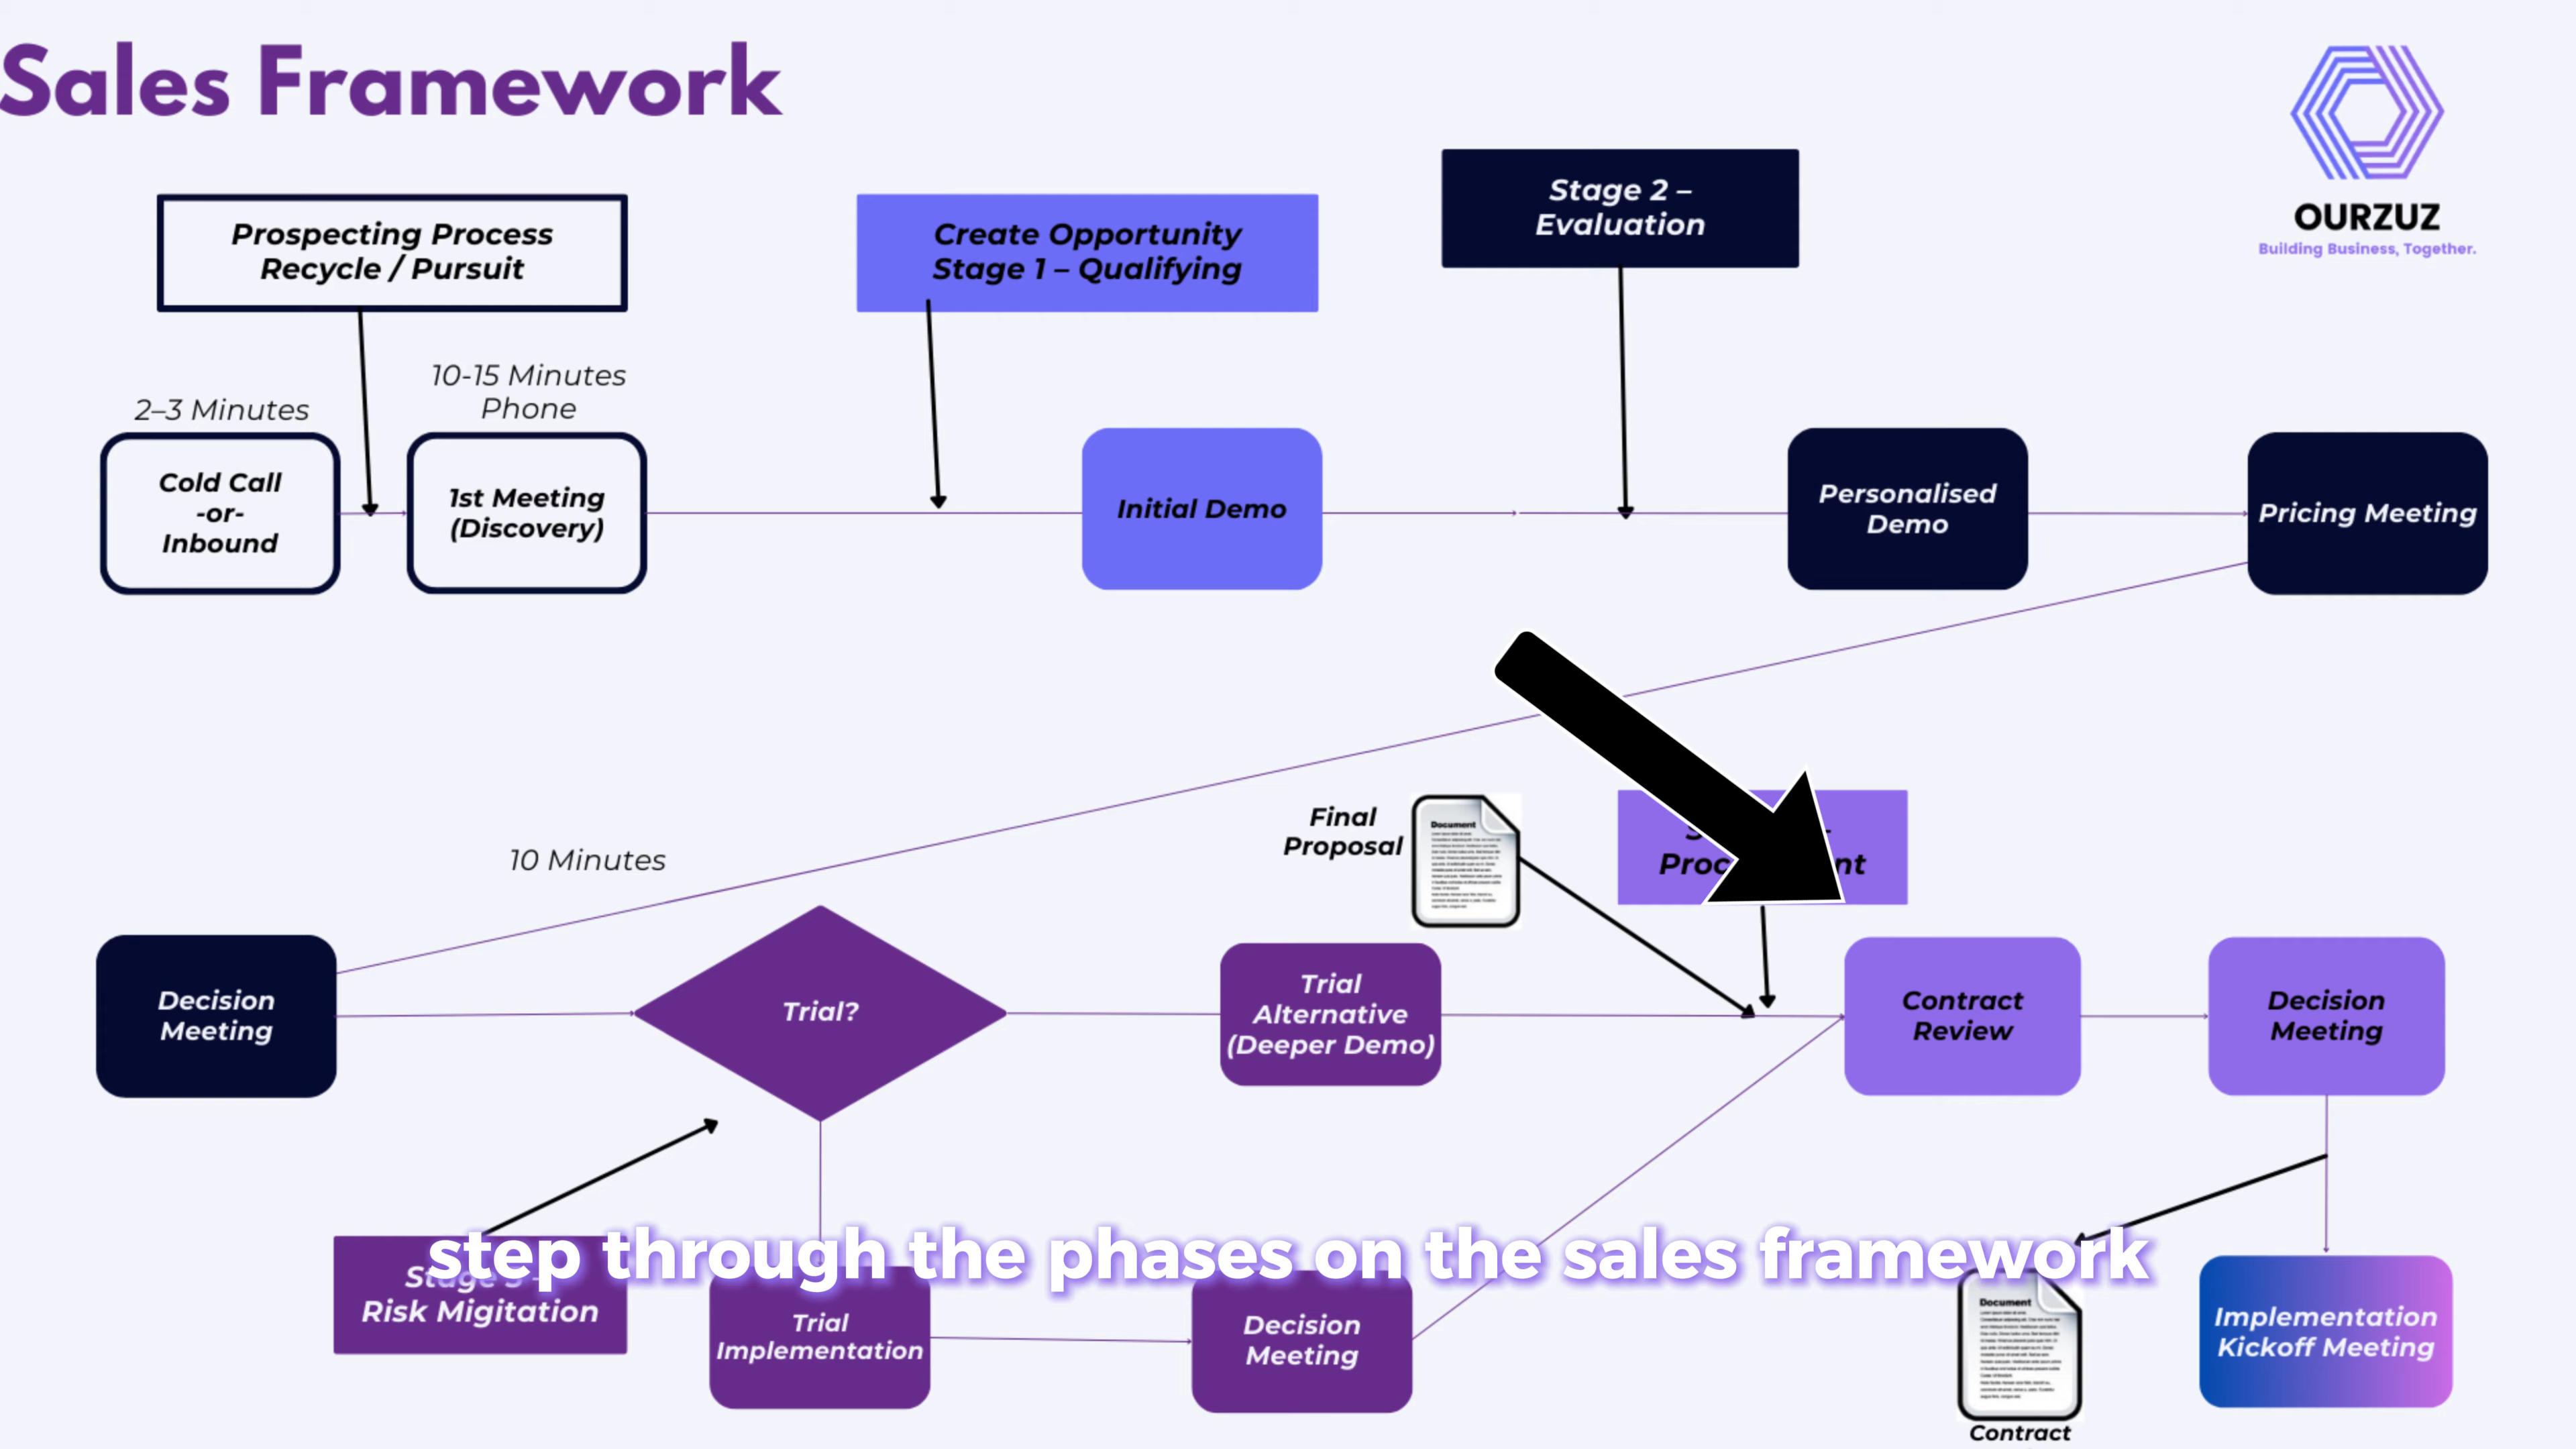 Sales Framework
OURZUZ
Building Business, Together.
Prospecting Process
Recycle / Pursuit
Create Opportunity
Stage 1 – Qualifying
Stage 2 –
Evaluation
2–3 Minutes
10-15 Minutes
Phone
Cold Call
-or-
Inbound
1st Meeting
(Discovery)
Initial Demo
Personalised
Demo
Pricing Meeting
10 Minutes
Final
Proposal
Document
Decision
Meeting
Trial?
Trial
Alternative
(Deeper Demo)
Contract
Review
Decision
Meeting
step through the phases on the sales framework
Risk Migitation
Trial
Implementation
Decision
Meeting
Document
Contract
Implementation
Kickoff Meeting